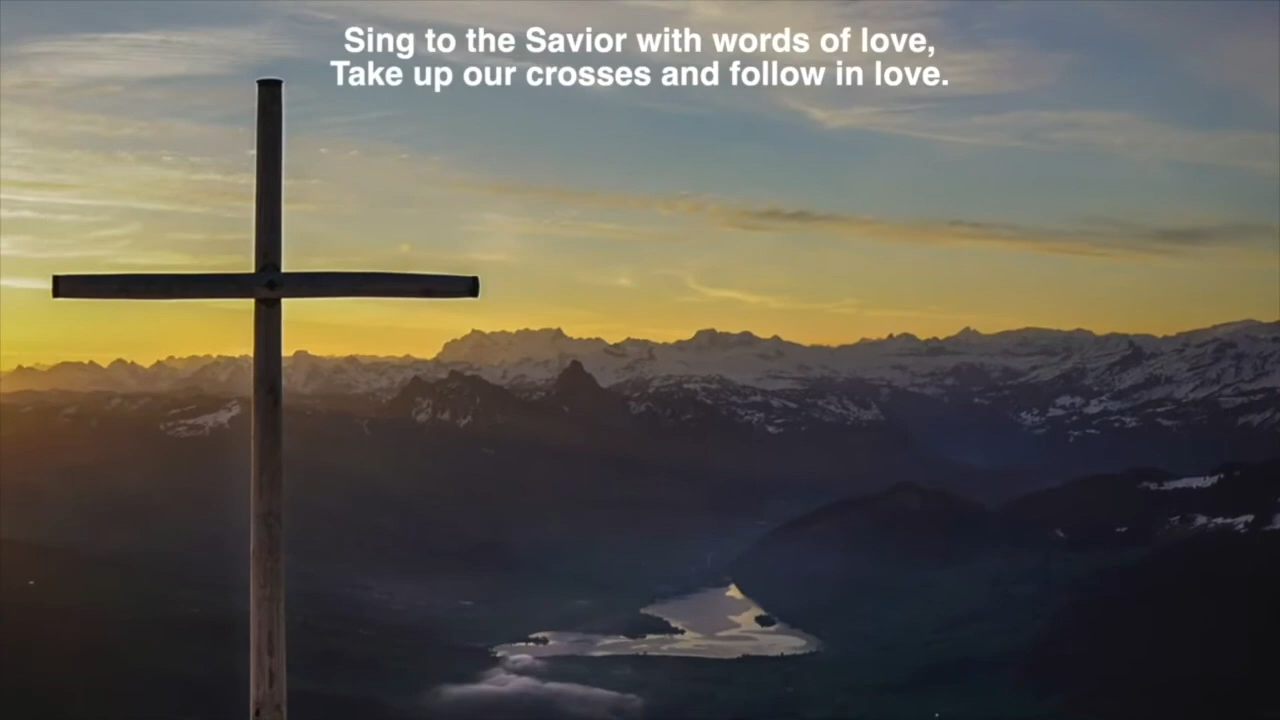 Sing to the Savior with words of love,
Take up our crosses and follow in love.